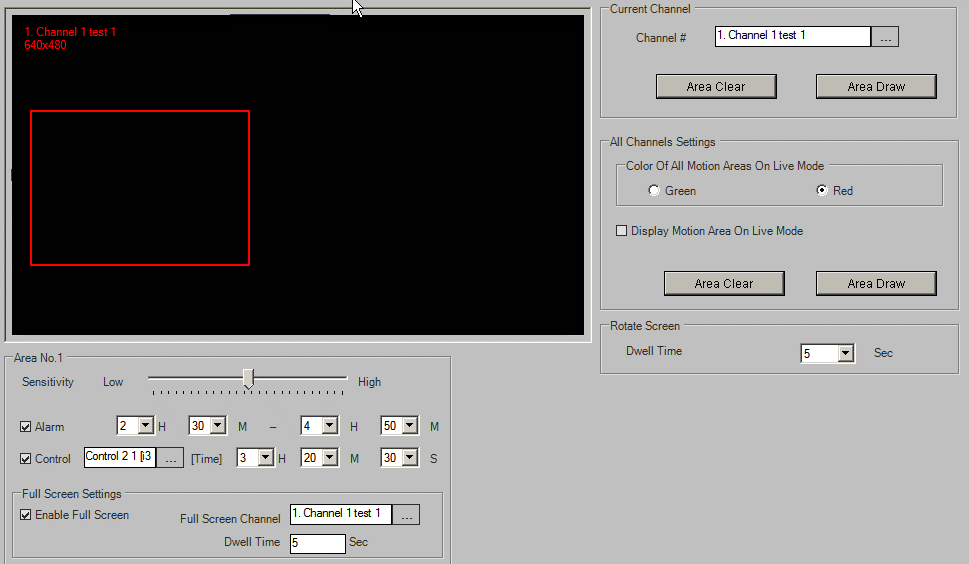 1. Channel 1 test 1
640x480
Current Channel
Channel #
1. Channel 1 test 1
...
Area Clear
Area Draw
All Channels Settings
Color Of All Motion Areas On Live Mode
Green
Red
Display Motion Area On Live Mode
Area Clear
Area Draw
Rotate Screen
Dwell Time
5
Sec
Area No.1
Sensitivity
Low
High
Alarm
2
H
30
M
–
4
H
50
M
Control
Control 2 1 [i3
...
[Time]
3
H
20
M
30
S
Full Screen Settings
Enable Full Screen
Full Screen Channel
1. Channel 1 test 1
...
Dwell Time
5
Sec